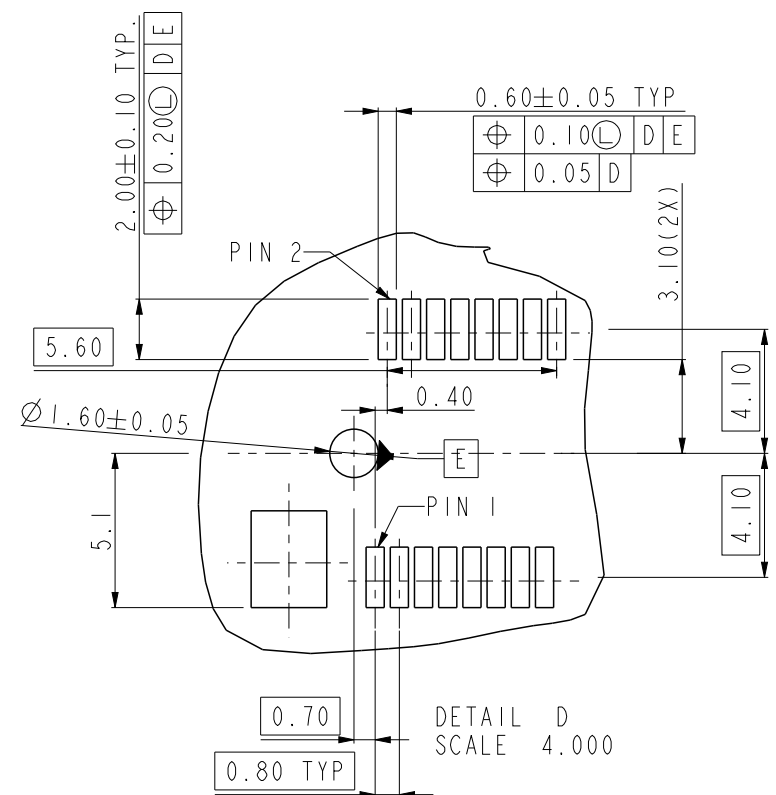 2.00±0.10 TYP.
⌖ 0.20Ⓛ D E
0.60±0.05 TYP
⌖ 0.10Ⓛ D E
⌖ 0.05 D
3.10(2X)
PIN 2
5.60
0.40
4.10
Ø1.60±0.05
E
4.10
PIN 1
5.1
0.70
DETAIL D
SCALE 4.000
0.80 TYP